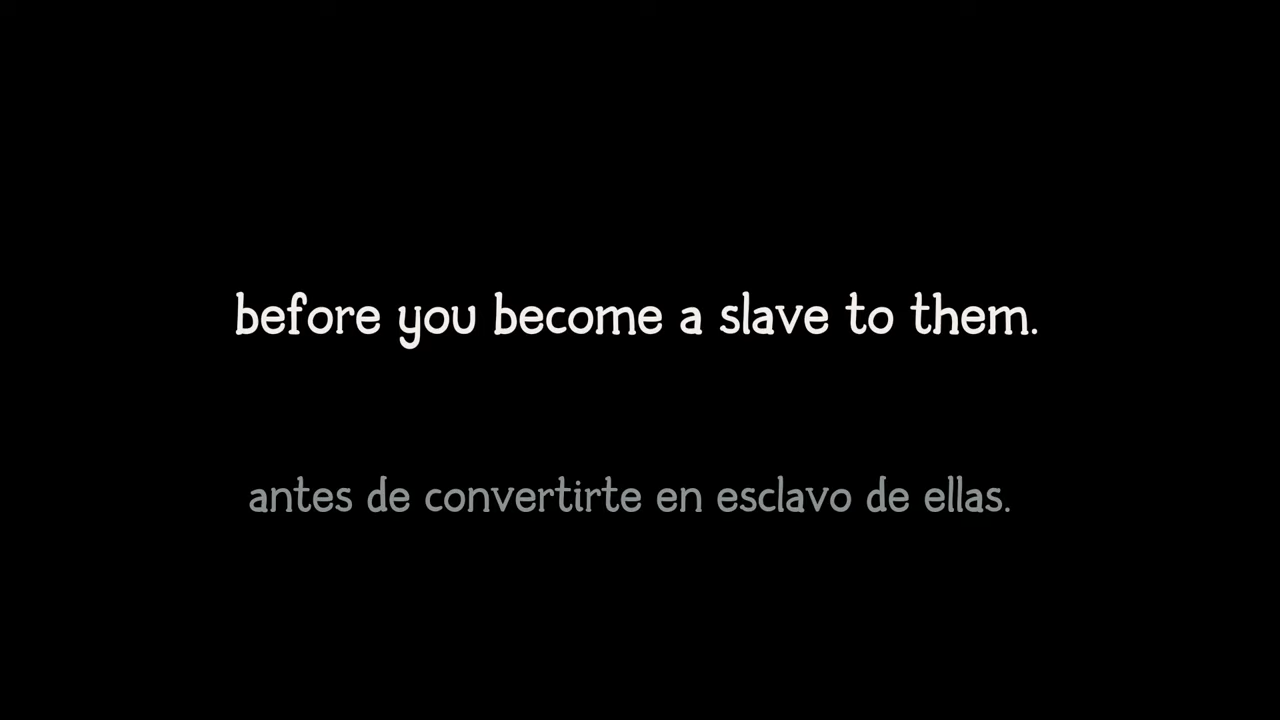 before you become a slave to them.
antes de convertirte en esclavo de ellas.